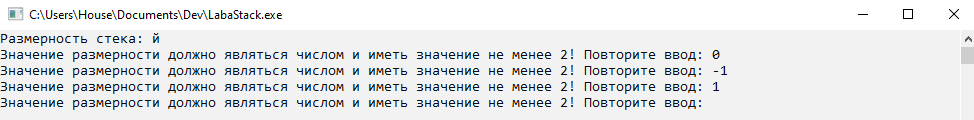 C:\Users\House\Documents\Dev\LabaStack.exe
Размерность стека: й
Значение размерности должно являться числом и иметь значение не менее 2! Повторите ввод: 0
Значение размерности должно являться числом и иметь значение не менее 2! Повторите ввод: -1
Значение размерности должно являться числом и иметь значение не менее 2! Повторите ввод: 1
Значение размерности должно являться числом и иметь значение не менее 2! Повторите ввод: